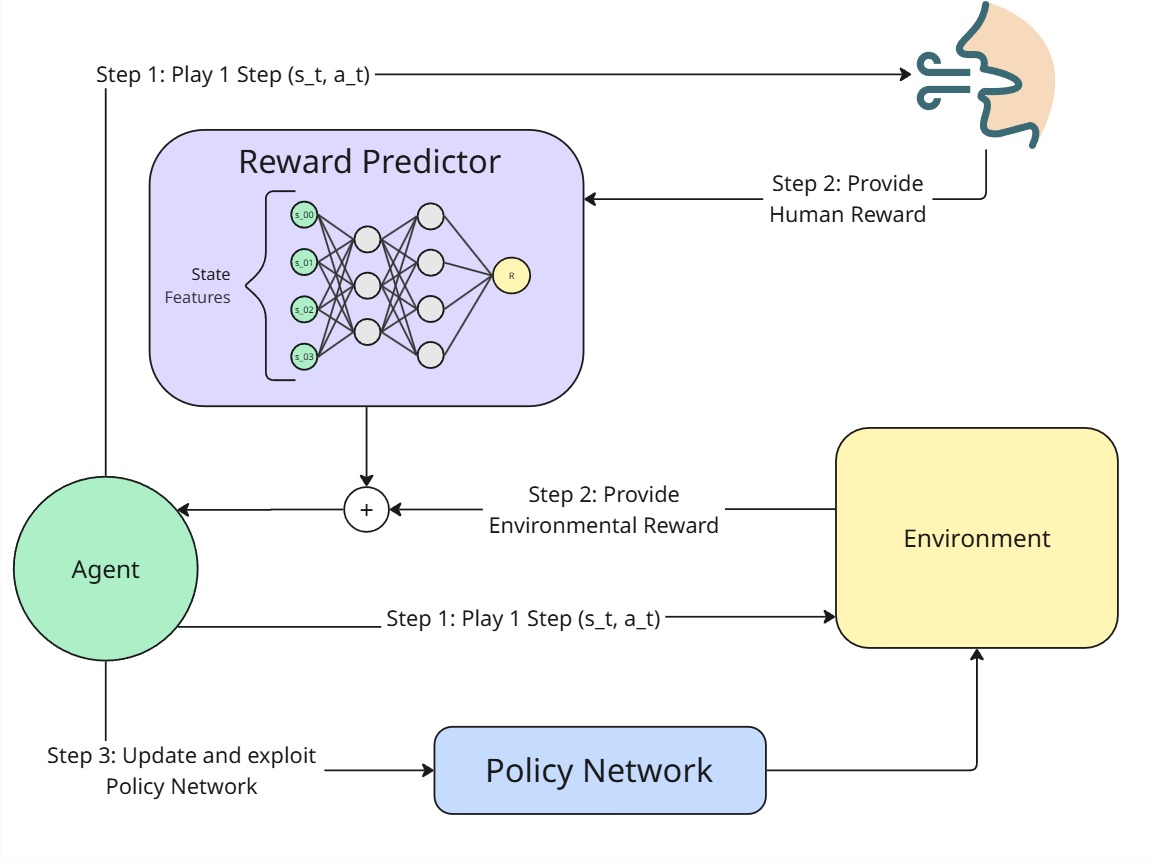 Step 1: Play 1 Step (s_t, a_t)
Reward Predictor
Step 2: Provide
Human Reward
s_00
s_01
s_02
s_03
State
Features
R
+
Step 2: Provide
Environmental Reward
Environment
Agent
Step 1: Play 1 Step (s_t, a_t)
Step 3: Update and exploit
Policy Network
Policy Network